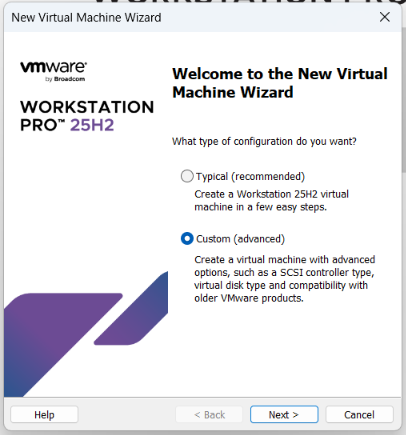 New Virtual Machine Wizard
vmware®
by Broadcom
WORKSTATION
PRO™ 25H2
Welcome to the New Virtual
Machine Wizard
What type of configuration do you want?
Typical (recommended)
Create a Workstation 25H2 virtual
machine in a few easy steps.
Custom (advanced)
Create a virtual machine with advanced
options, such as a SCSI controller type,
virtual disk type and compatibility with
older VMware products.
Help
< Back
Next >
Cancel